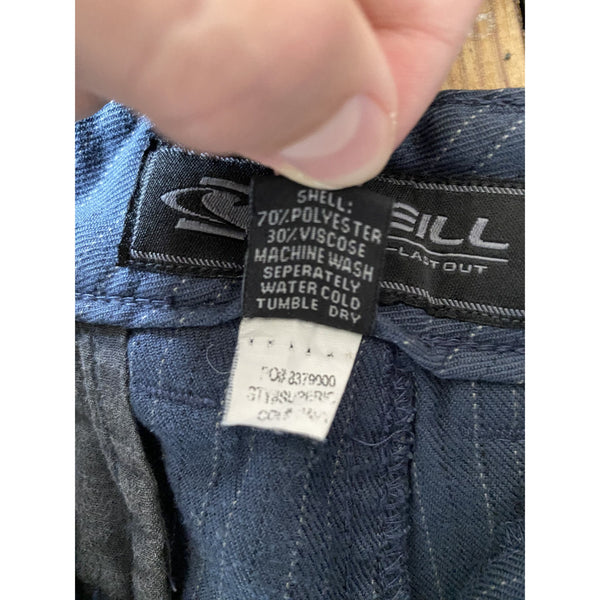 SHELL:
70%POLYESTER
30%VISCOSE
MACHINE WASH
SEPERATELY
WATER COLD
TUMBLE DRY
EILL
LAST OUT
PO# 8379000